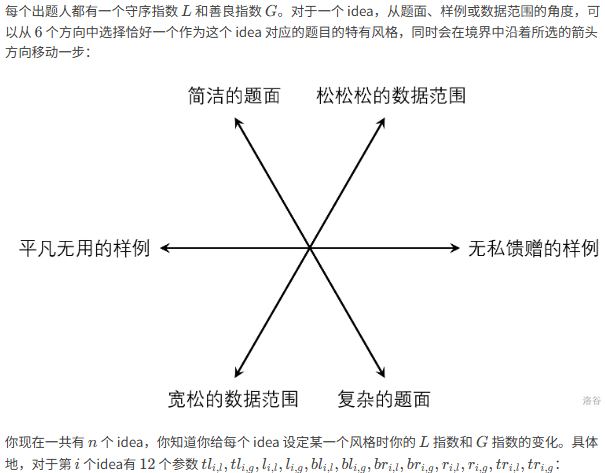 每个出题人都有一个守序指数 L 和善良指数 G。对于一个 idea，从题面、样例或数据范围的角度，可
以从 6 个方向中选择恰好一个作为这个 idea 对应的题目的特有风格，同时会在境界中沿着所选的箭头
方向移动一步：
简洁的题面 松松松的数据范围
平凡无用的样例 无私馈赠的样例
宽松的数据范围 复杂的题面
洛谷
你现在一共有 n 个 idea，你知道你给每个 idea 设定某一个风格时你的 L 指数和 G 指数的变化。具体
地，对于第 i 个idea有 12 个参数 tl_{i,l}, tl_{i,g}, l_{i,l}, l_{i,g}, bl_{i,l}, bl_{i,g}, br_{i,l}, br_{i,g}, r_{i,l}, r_{i,g}, tr_{i,l}, tr_{i,g}：